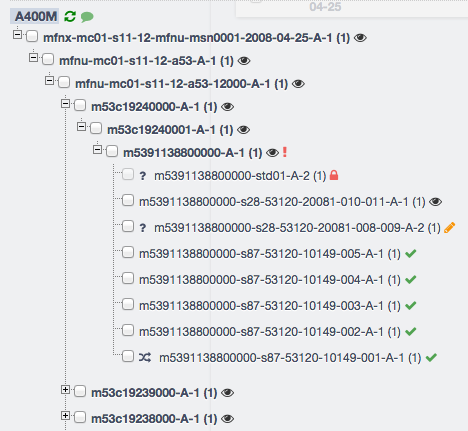 04-25
A400M
mfnx-mc01-s11-12-mfnu-msn0001-2008-04-25-A-1 (1)
mfnu-mc01-s11-12-a53-A-1 (1)
mfnu-mc01-s11-12-a53-12000-A-1 (1)
m53c19240000-A-1 (1)
m53c19240001-A-1 (1)
m5391138800000-A-1 (1) !
? m5391138800000-std01-A-2 (1)
m5391138800000-s28-53120-20081-010-011-A-1 (1)
? m5391138800000-s28-53120-20081-008-009-A-2 (1)
m5391138800000-s87-53120-10149-005-A-1 (1)
m5391138800000-s87-53120-10149-004-A-1 (1)
m5391138800000-s87-53120-10149-003-A-1 (1)
m5391138800000-s87-53120-10149-002-A-1 (1)
m5391138800000-s87-53120-10149-001-A-1 (1)
m53c19239000-A-1 (1)
m53c19238000-A-1 (1)